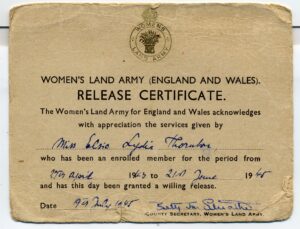 WOMEN'S LAND ARMY
WOMEN'S LAND ARMY (ENGLAND AND WALES).
RELEASE CERTIFICATE.
The Women's Land Army for England and Wales acknowledges
with appreciation the services given by
Miss Elsie Lydia Thornton
who has been an enrolled member for the period from
April 1943 to 21st June 1945
and has this day granted a willing release.
Date July 1945
COUNTY SECRETARY, WOMEN'S LAND ARMY.